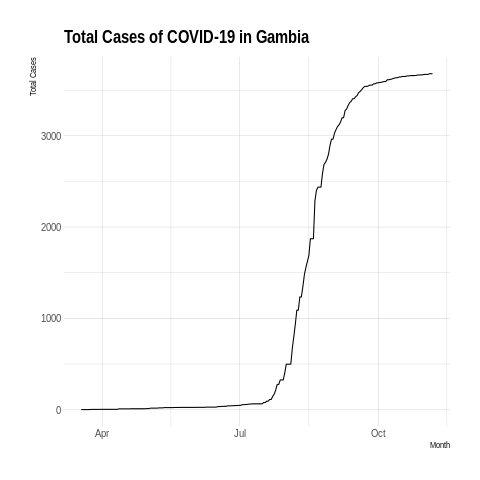 Total Cases of COVID-19 in Gambia
Total Cases
3000
2000
1000
0
Apr Jul Oct
Month